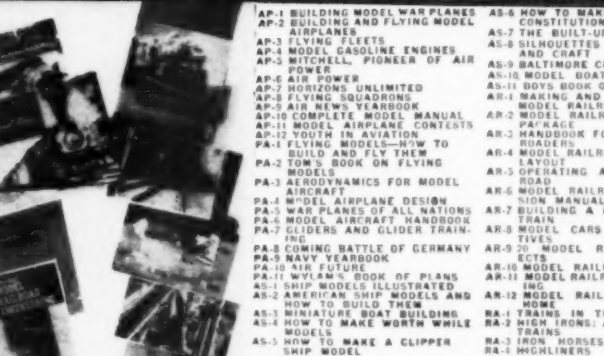 AP-1 BUILDING MODEL WAR PLANES
AP-2 BUILDING AND FLYING MODEL
AIRPLANES
AP-3 FLYING FLEETS
AP-4 MODEL GASOLINE ENGINES
AP-5 MITCHELL, PIONEER OF AIR
POWER
AP-6 AIR POWER
AP-7 HORIZONS UNLIMITED
AP-8 FLYING SQUADRONS
AP-9 AIR NEWS YEARBOOK
AP-10 COMPLETE MODEL MANUAL
AP-11 MODEL AIRPLANE CONTESTS
AP-12 YOUTH IN AVIATION
PA-1 FLYING MODELS—HOW TO
BUILD AND FLY THEM
PA-2 TOM'S BOOK ON FLYING
MODELS
PA-3 AERODYNAMICS FOR MODEL
AIRCRAFT
PA-4 MODEL AIRPLANE DESIGN
PA-5 WAR PLANES OF ALL NATIONS
PA-6 MODEL AIRCRAFT HANDBOOK
PA-7 GLIDERS AND GLIDER TRAIN-
ING
PA-8 COMING BATTLE OF GERMANY
PA-9 NAVY YEARBOOK
PA-10 AIR FUTURE
PA-11 WYLAM'S BOOK OF PLANS
AS-1 SHIP MODELS ILLUSTRATED
AS-2 AMERICAN SHIP MODELS AND
HOW TO BUILD THEM
AS-3 MINIATURE BOAT BUILDING
AS-4 HOW TO MAKE WORTH WHILE
MODELS
AS-5 HOW TO MAKE A CLIPPER
SHIP MODEL
AS-6 HOW TO MAK
CONSTITUTION
AS-7 THE BUILT-U
AS-8 SILHOUETTES
AND CRAFT
AS-9 BALTIMORE C
AS-10 MODEL BOAT
AS-11 BOYS BOOK O
AR-1 MAKING AND
MODEL RAILR
AR-2 MODEL RAILR
PACKAGE
AR-3 HANDBOOK FO
ROADERS
AR-4 MODEL RAILR
LAYOUT
AR-5 OPERATING A
ROAD
AR-6 MODEL RAILR
SION MANUAL
AR-7 BUILDING A
TRAIN
AR-8 MODEL CARS
TIVES
AR-9 20 MODEL R
ECTS
AR-10 MODEL RAILR
AR-11 MODEL RAILR
ING
AR-12 MODEL RAIL
HOME
RA-1 TRAINS IN T
RA-2 HIGH IRONS:
TRAINS
RA-3 IRON HORSES
RA-4 HIGHLINERS